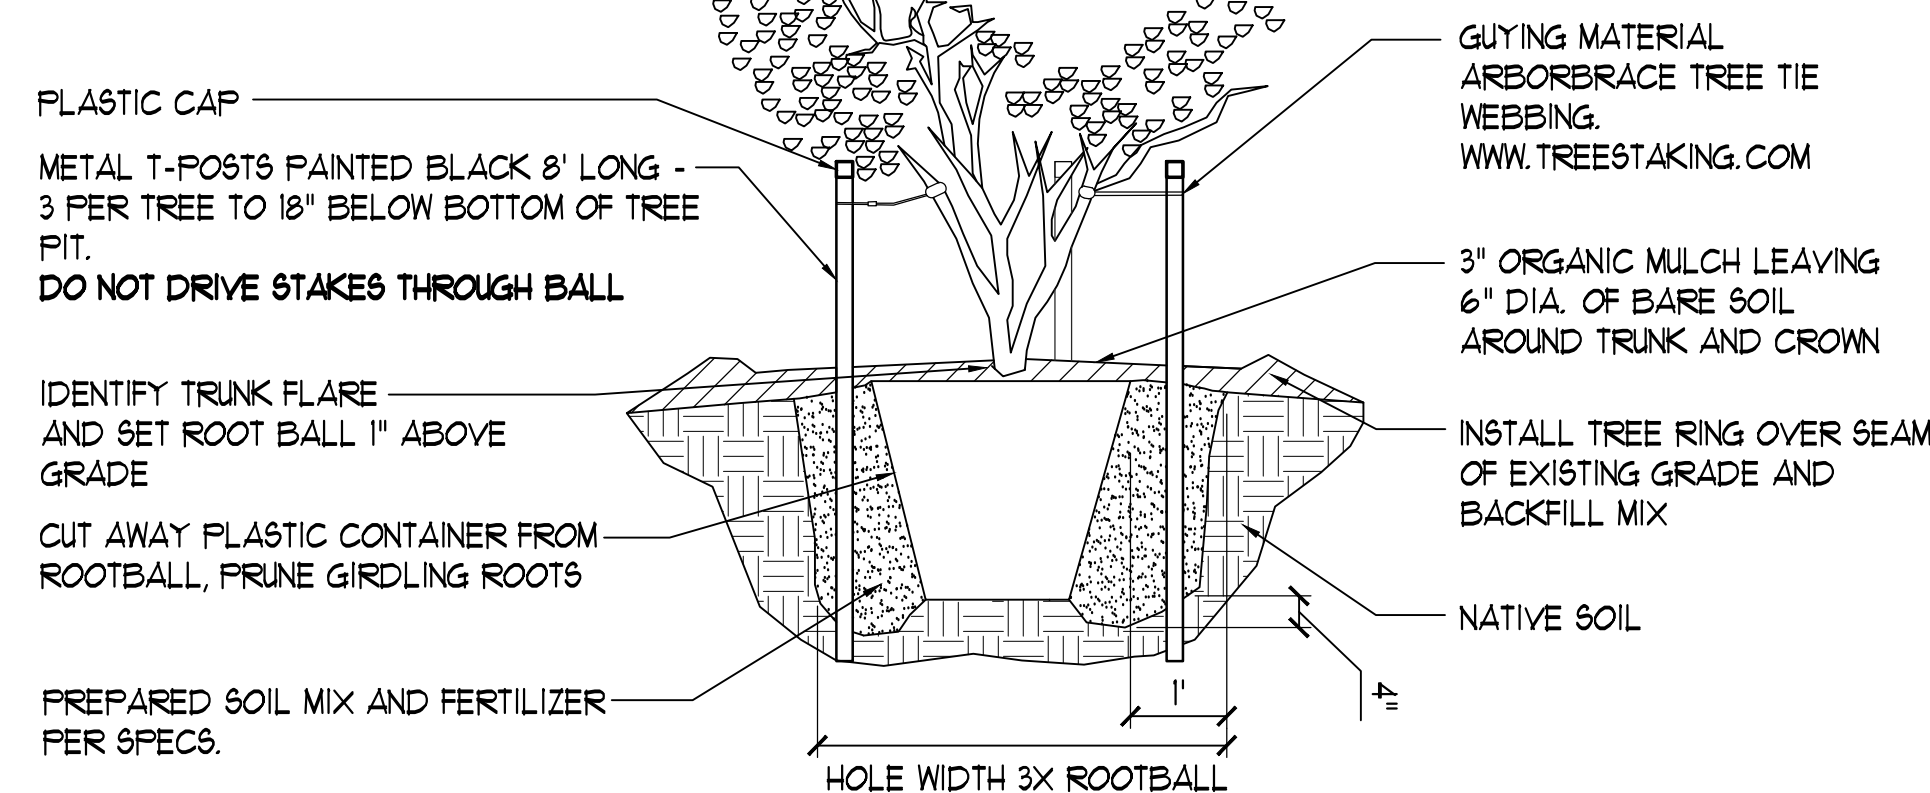 PLASTIC CAP
METAL T-POSTS PAINTED BLACK 8' LONG -
3 PER TREE TO 18" BELOW BOTTOM OF TREE
PIT.
DO NOT DRIVE STAKES THROUGH BALL
IDENTIFY TRUNK FLARE
AND SET ROOT BALL 1" ABOVE
GRADE
CUT AWAY PLASTIC CONTAINER FROM
ROOTBALL, PRUNE GIRDLING ROOTS
PREPARED SOIL MIX AND FERTILIZER
PER SPECS.
GUYING MATERIAL
ARBORBRACE TREE TIE
WEBBING.
WWW.TREESTAKING.COM
3" ORGANIC MULCH LEAVING
6" DIA. OF BARE SOIL
AROUND TRUNK AND CROWN
INSTALL TREE RING OVER SEAM
OF EXISTING GRADE AND
BACKFILL MIX
NATIVE SOIL
4"
1'
HOLE WIDTH 3X ROOTBALL